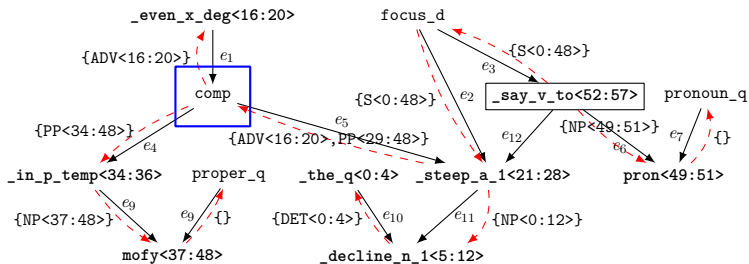 _even_x_deg<16:20>
focus_d
{ADV<16:20>}
e1
{S<0:48>}
e3
comp
_say_v_to<52:57>
pronoun_q
{S<0:48>}
e2
{PP<34:48>}
e4
e5
{ADV<16:20>,PP<29:48>}
e12
{NP<49:51>}
e6
e7
{}
_in_p_temp<34:36>
proper_q
_the_q<0:4>
_steep_a_1<21:28>
pron<49:51>
{NP<37:48>}
e9
e9
{}
{DET<0:4>}
e10
e11
{NP<0:12>}
mofy<37:48>
_decline_n_1<5:12>